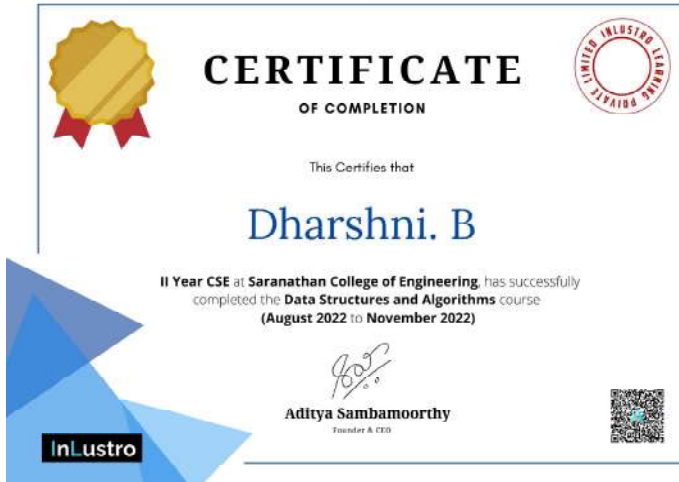 CERTIFICATE
OF COMPLETION
INLUSTRO LEARNING PRIVATE LIMITED
This Certifies that
Dharshni. B
II Year CSE at Saranathan College of Engineering, has successfully
completed the Data Structures and Algorithms course
(August 2022 to November 2022)
Aditya Sambamoorthy
Founder & CEO
InLustro